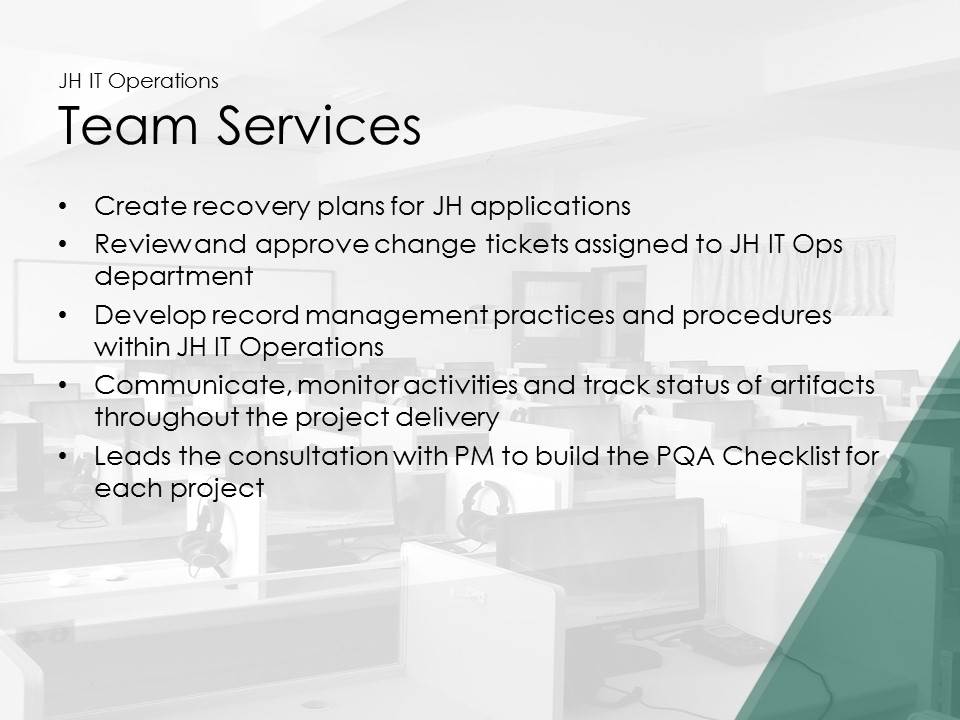 JH IT Operations
Team Services
• Create recovery plans for JH applications
• Review and approve change tickets assigned to JH IT Ops
department
• Develop record management practices and procedures
within JH IT Operations
• Communicate, monitor activities and track status of artifacts
throughout the project delivery
• Leads the consultation with PM to build the PQA Checklist for
each project